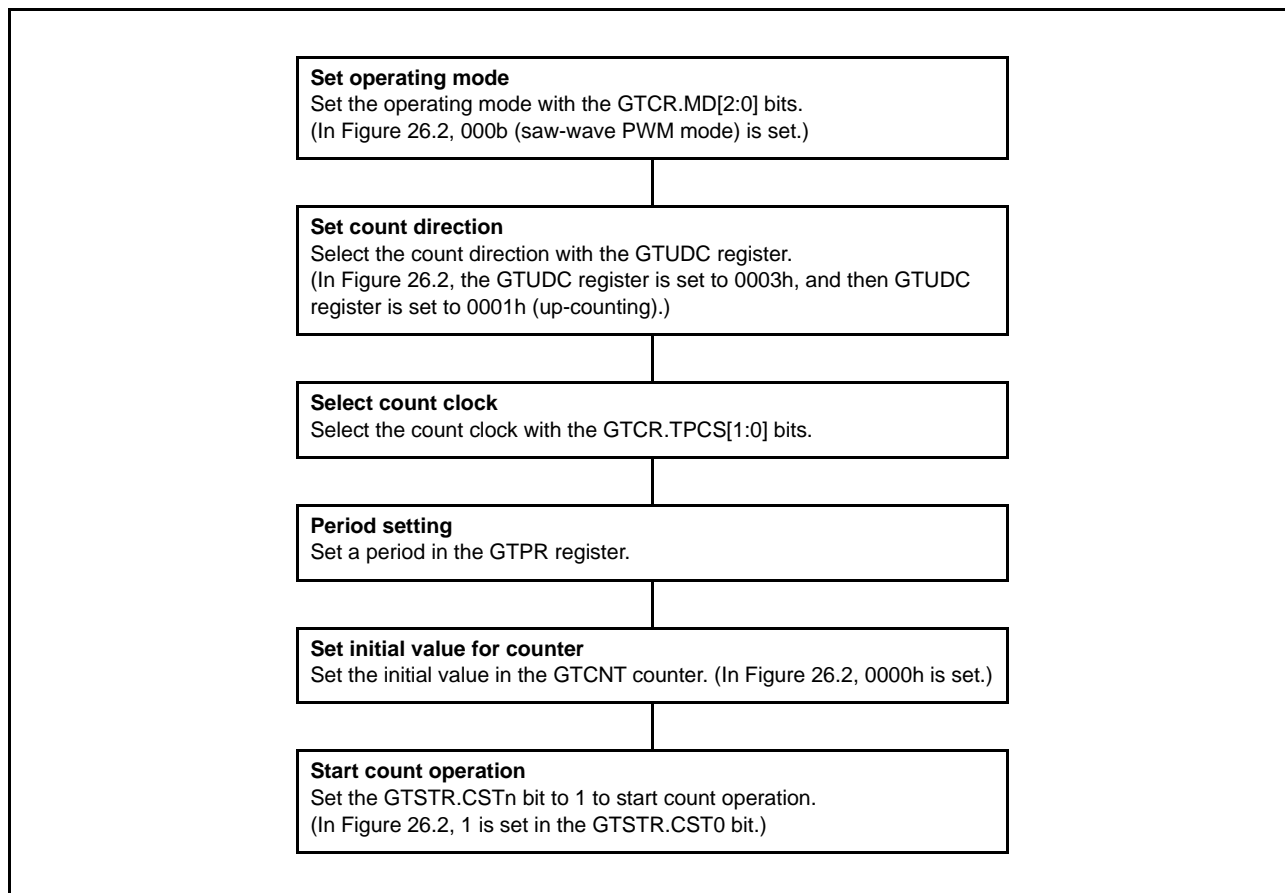 Set operating mode
Set the operating mode with the GTCR.MD[2:0] bits.
(In Figure 26.2, 000b (saw-wave PWM mode) is set.)
Set count direction
Select the count direction with the GTUDC register.
(In Figure 26.2, the GTUDC register is set to 0003h, and then GTUDC
register is set to 0001h (up-counting).)
Select count clock
Select the count clock with the GTCR.TPCS[1:0] bits.
Period setting
Set a period in the GTPR register.
Set initial value for counter
Set the initial value in the GTCNT counter. (In Figure 26.2, 0000h is set.)
Start count operation
Set the GTSTR.CSTn bit to 1 to start count operation.
(In Figure 26.2, 1 is set in the GTSTR.CST0 bit.)